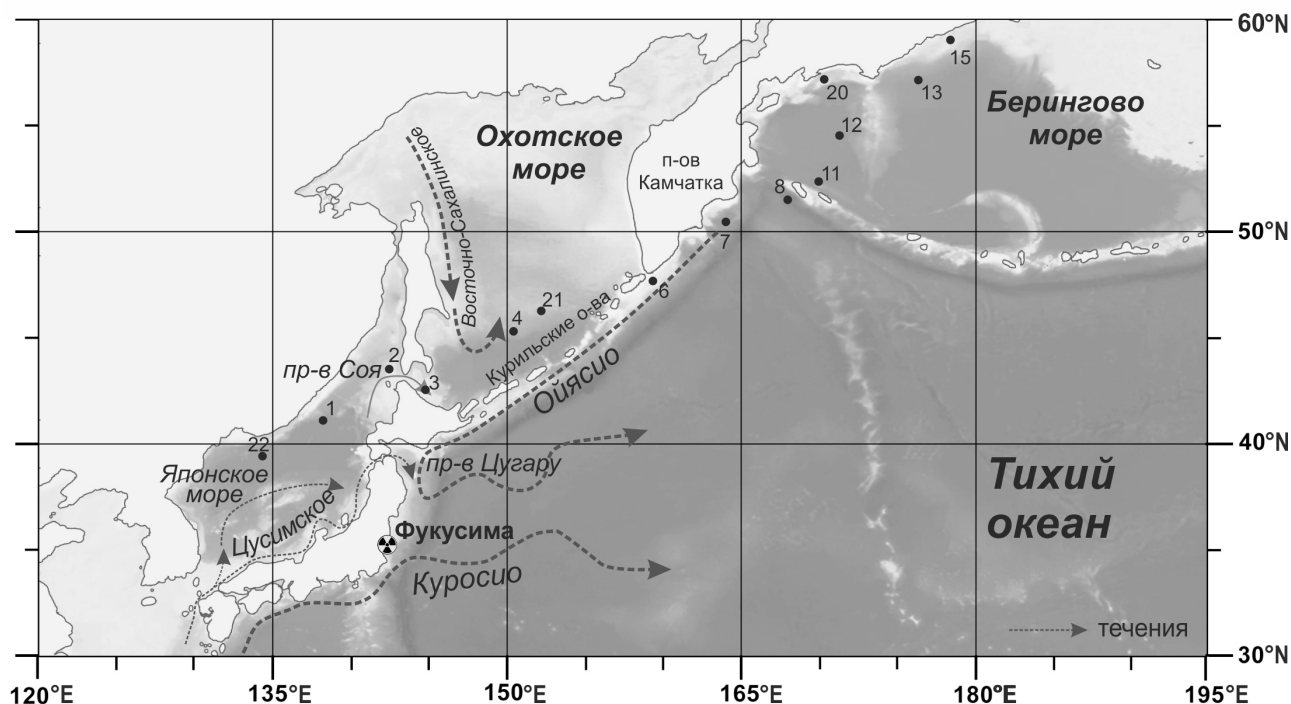 60°N
15
20
13
Берингово
море
Охотское
море
12
п-ов
Камчатка
11
8
Восточно-Сахалинское
50°N
7
6
21
4
Курильские о-ва
2
пр-в Соя
3
Ойясио
1
22
40°N
пр-в Цугару
Японское
море
Тихий
океан
Цусимское
Фукусима
Куросио
течения
30°N
120°E
135°E
150°E
165°E
180°E
195°E